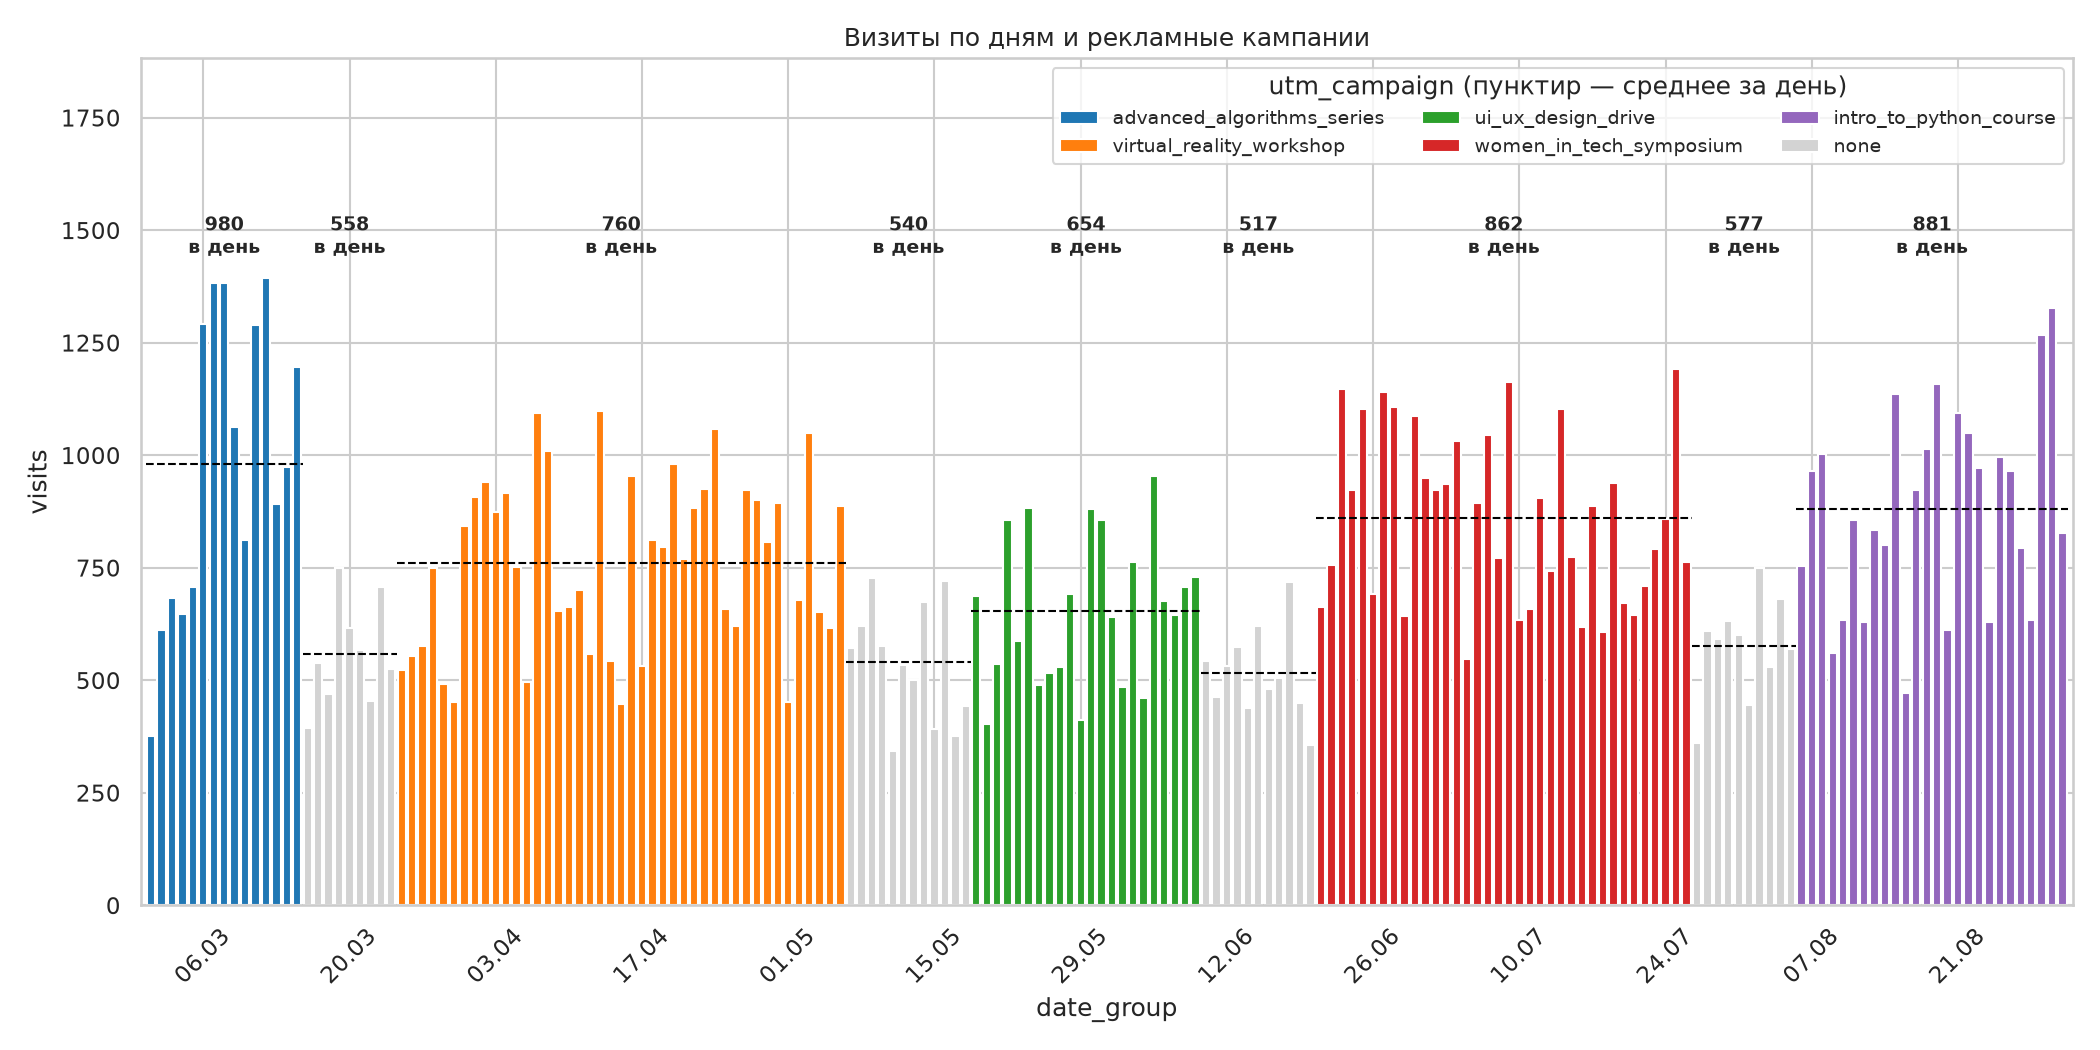 Визиты по дням и рекламные кампании
utm_campaign (пунктир — среднее за день)
advanced_algorithms_series
virtual_reality_workshop
ui_ux_design_drive
women_in_tech_symposium
intro_to_python_course
none
visits
1750
1500
1250
1000
750
500
250
0
980
в день
558
в день
760
в день
540
в день
654
в день
517
в день
862
в день
577
в день
881
в день
06.03
20.03
03.04
17.04
01.05
15.05
29.05
12.06
26.06
10.07
24.07
07.08
21.08
date_group